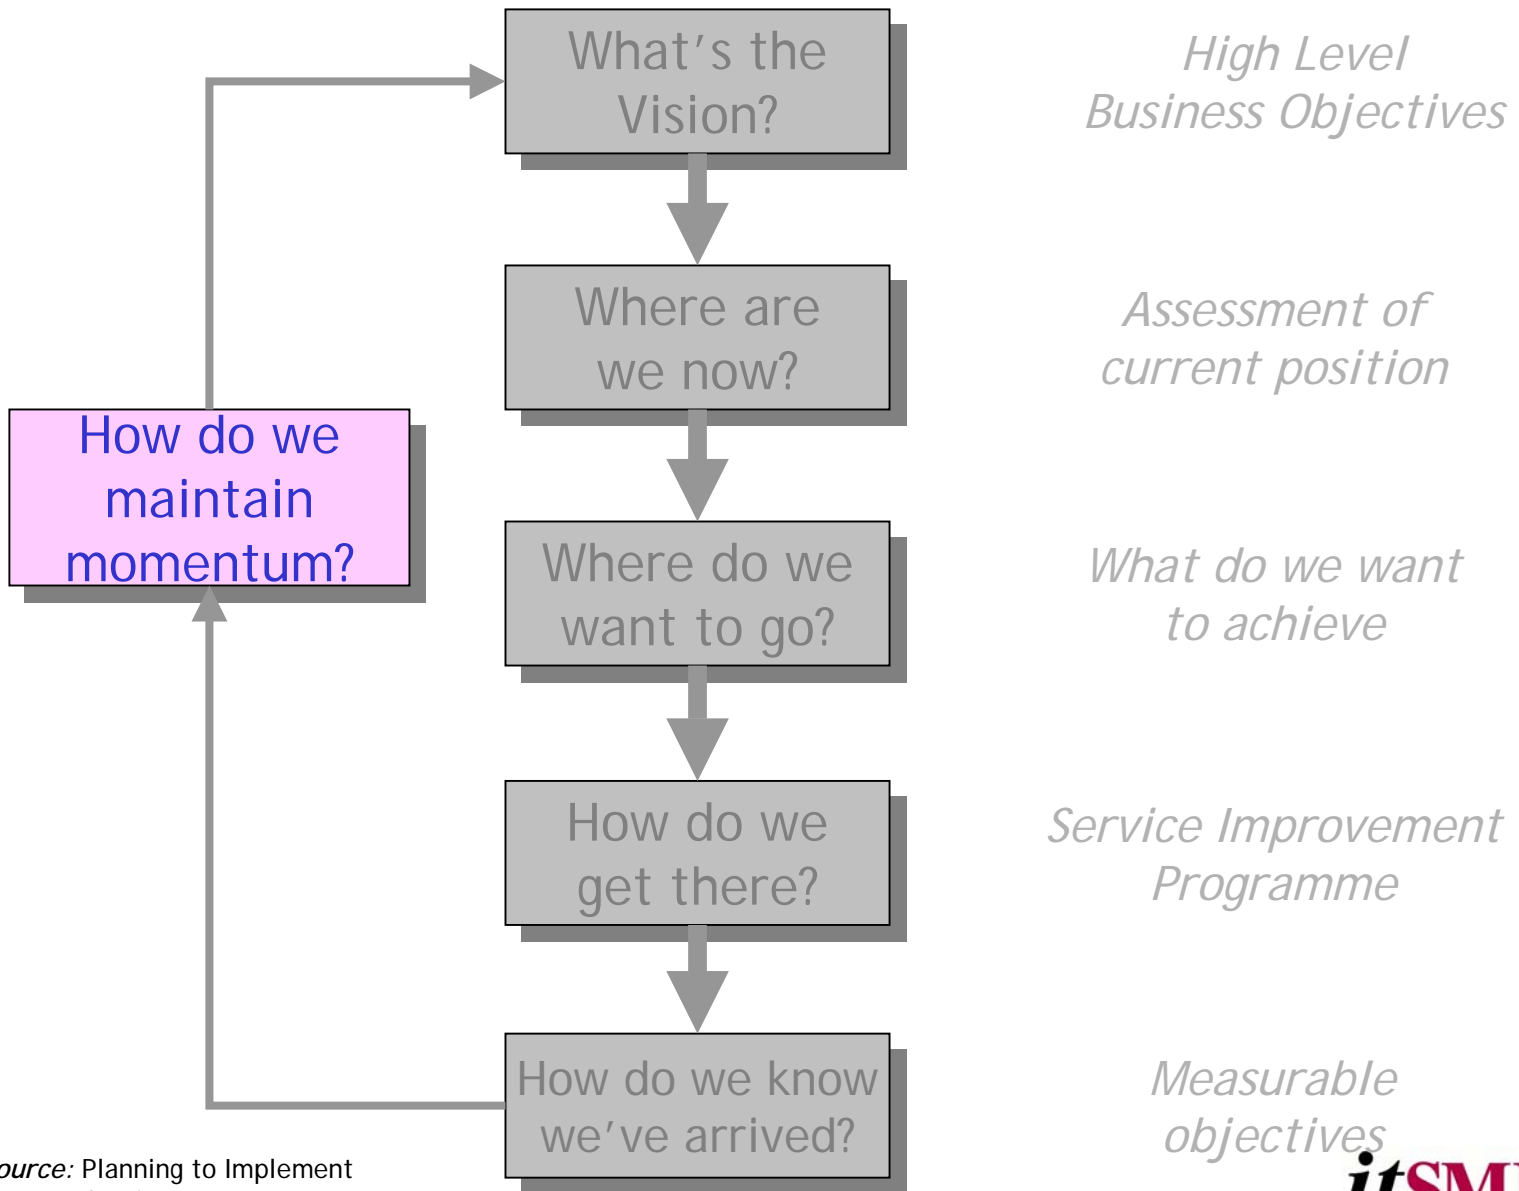 What's the
Vision?
High Level
Business Objectives
Where are
we now?
Assessment of
current position
How do we
maintain
momentum?
Where do we
want to go?
What do we want
to achieve
How do we
get there?
Service Improvement
Programme
How do we know
we've arrived?
Measurable
objectives
ource: Planning to Implement
itSM